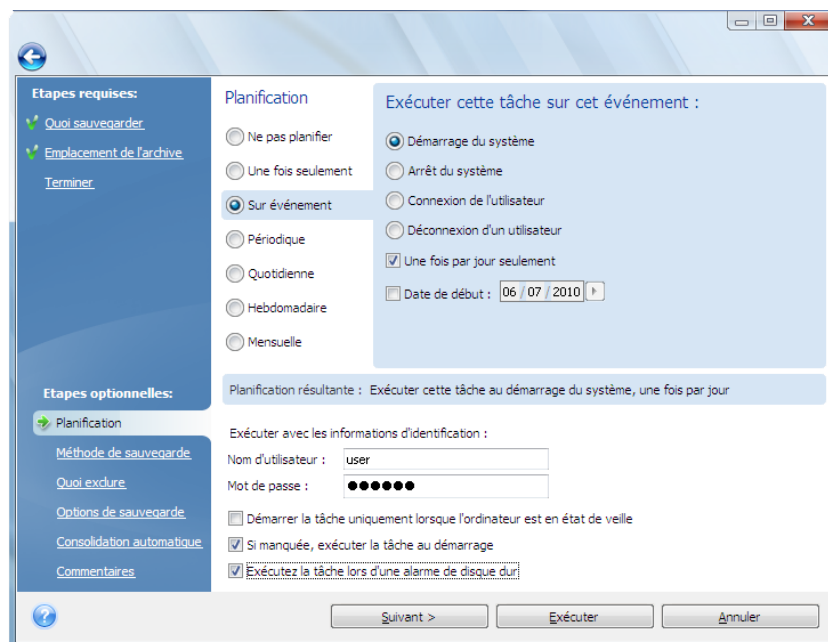 Etapes requises:
Quoi sauvegarder
Emplacement de l'archive
Terminer
Etapes optionnelles:
Planification
Méthode de sauvegarde
Quoi exclure
Options de sauvegarde
Consolidation automatique
Commentaires
Planification
Ne pas planifier
Une fois seulement
Sur événement
Périodique
Quotidienne
Hebdomadaire
Mensuelle
Exécuter cette tâche sur cet événement :
Démarrage du système
Arrêt du système
Connexion de l'utilisateur
Déconnexion d'un utilisateur
Une fois par jour seulement
Date de début : 06 / 07 / 2010
Planification résultante : Exécuter cette tâche au démarrage du système, une fois par jour
Exécuter avec les informations d'identification :
Nom d'utilisateur : user
Mot de passe : ●●●●●●
Démarrer la tâche uniquement lorsque l'ordinateur est en état de veille
Si manquée, exécuter la tâche au démarrage
Exécutez la tâche lors d'une alarme de disque dur
?
Suivant >
Exécuter
Annuler